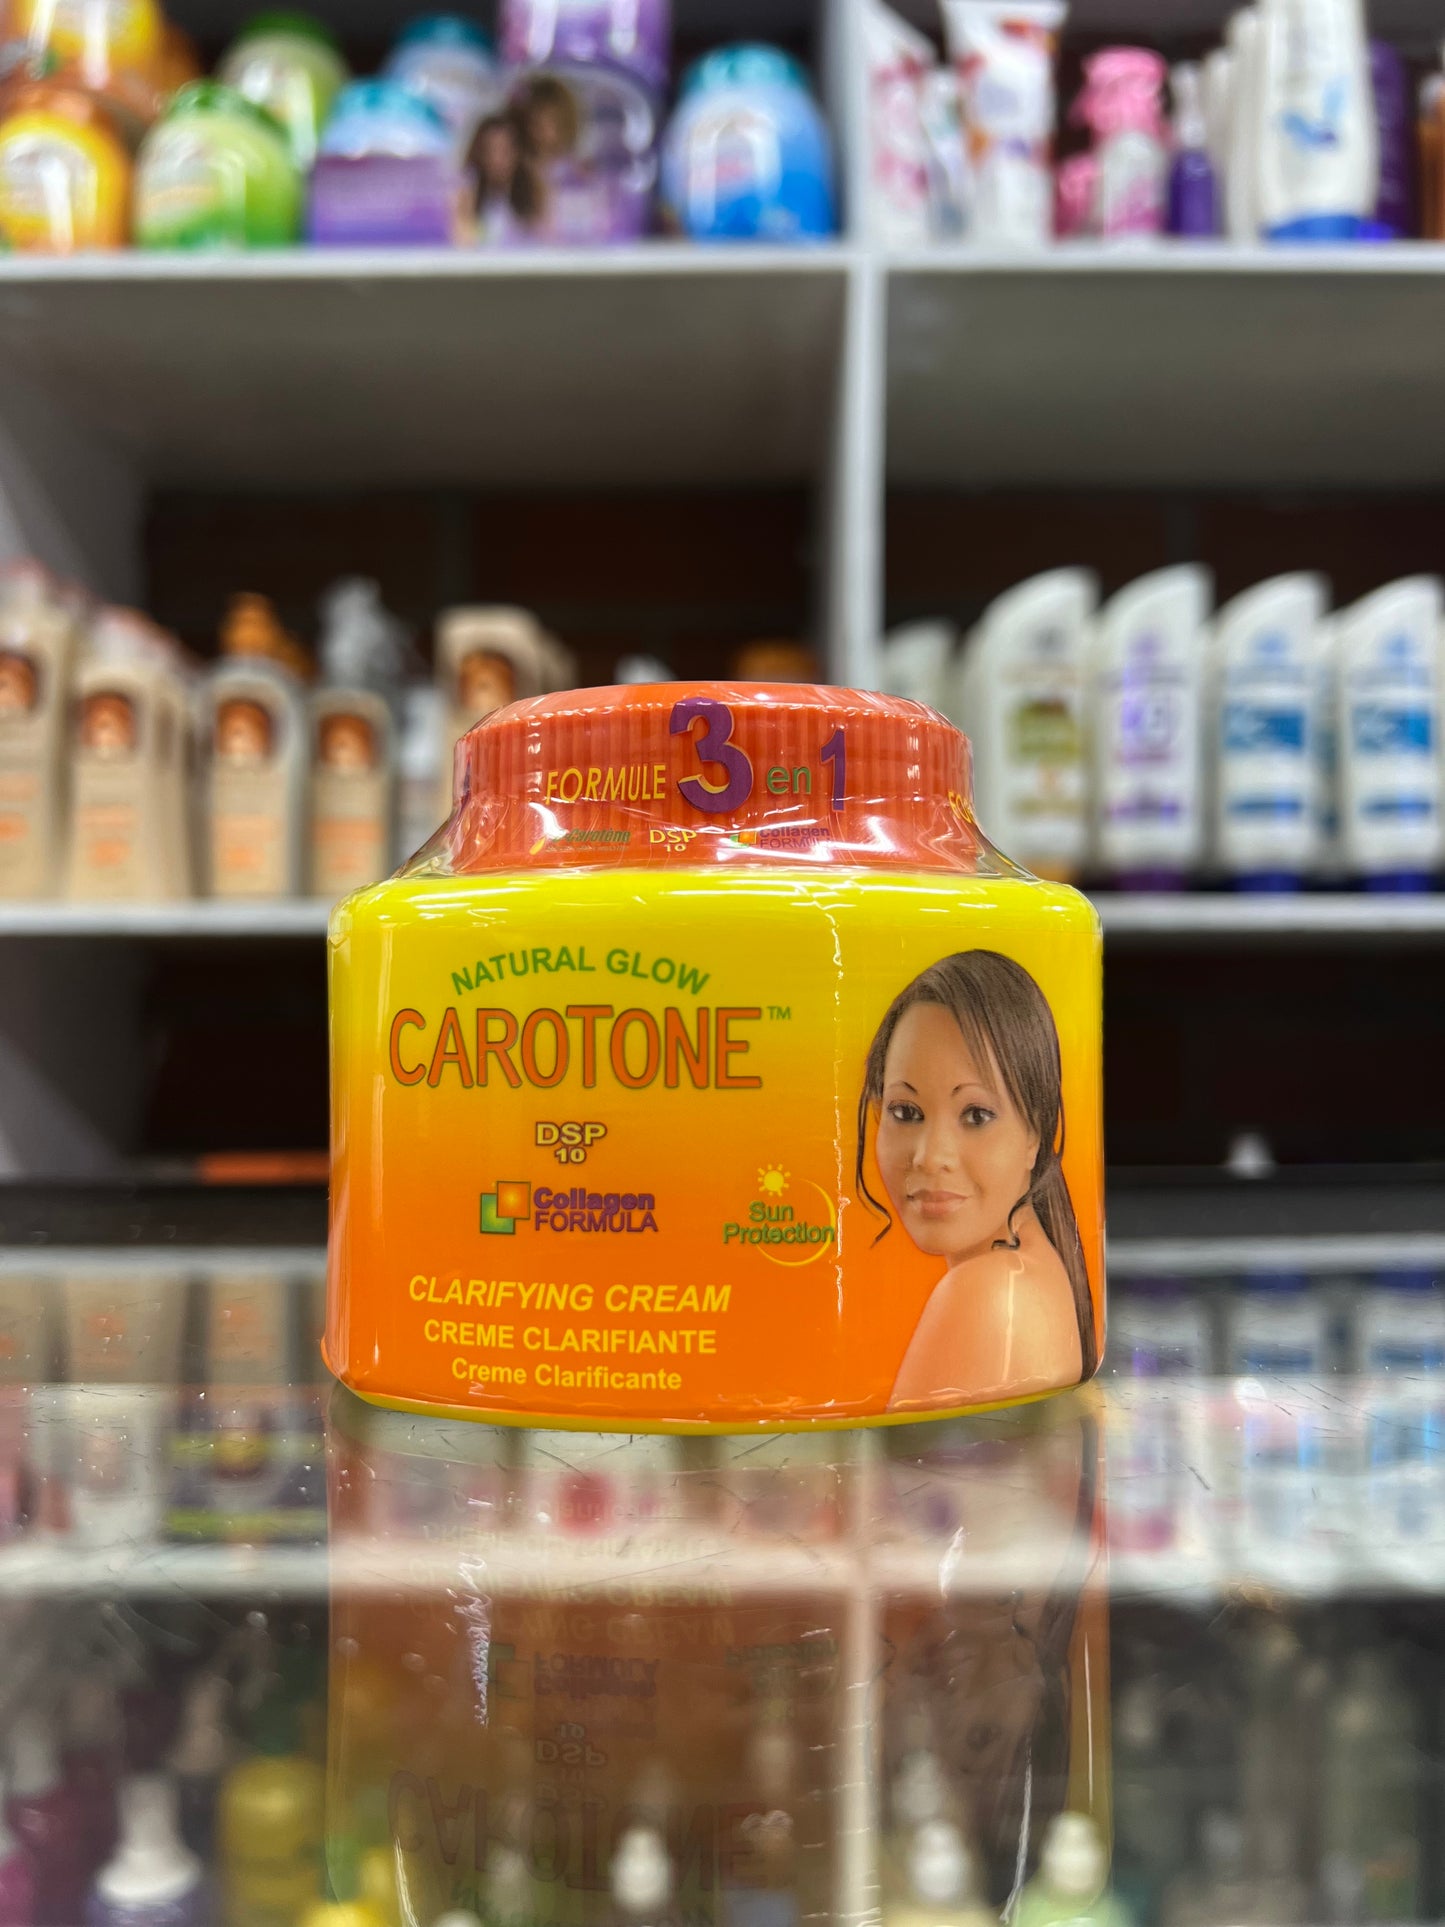 FORMULE 3 en 1
Carotone DSP 10 Collagen FORMULA
NATURAL GLOW
CAROTONE™
DSP
10
Collagen
FORMULA
Sun
Protection
CLARIFYING CREAM
CREME CLARIFIANTE
Creme Clarificante